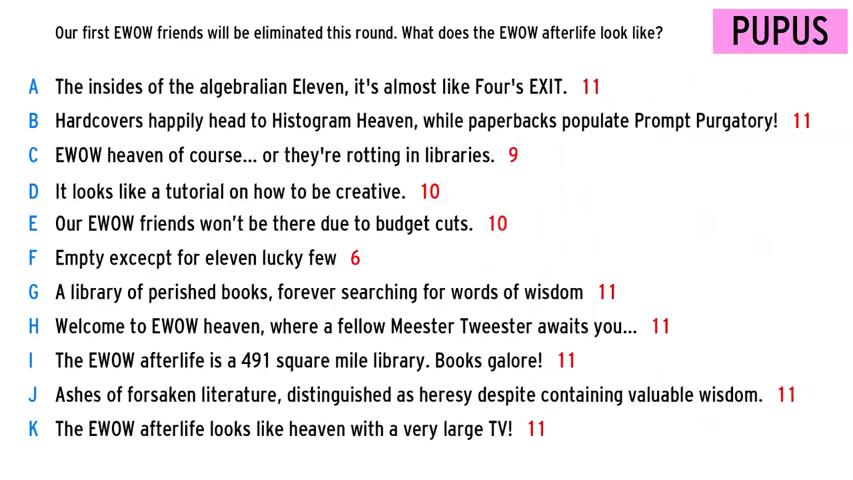 Our first EWOW friends will be eliminated this round. What does the EWOW afterlife look like?
PUPUS
A The insides of the algebralian Eleven, it's almost like Four's EXIT. 11
B Hardcovers happily head to Histogram Heaven, while paperbacks populate Prompt Purgatory! 11
C EWOW heaven of course... or they're rotting in libraries. 9
D It looks like a tutorial on how to be creative. 10
E Our EWOW friends won’t be there due to budget cuts. 10
F Empty excecpt for eleven lucky few 6
G A library of perished books, forever searching for words of wisdom 11
H Welcome to EWOW heaven, where a fellow Meester Tweester awaits you... 11
I The EWOW afterlife is a 491 square mile library. Books galore! 11
J Ashes of forsaken literature, distinguished as heresy despite containing valuable wisdom. 11
K The EWOW afterlife looks like heaven with a very large TV! 11